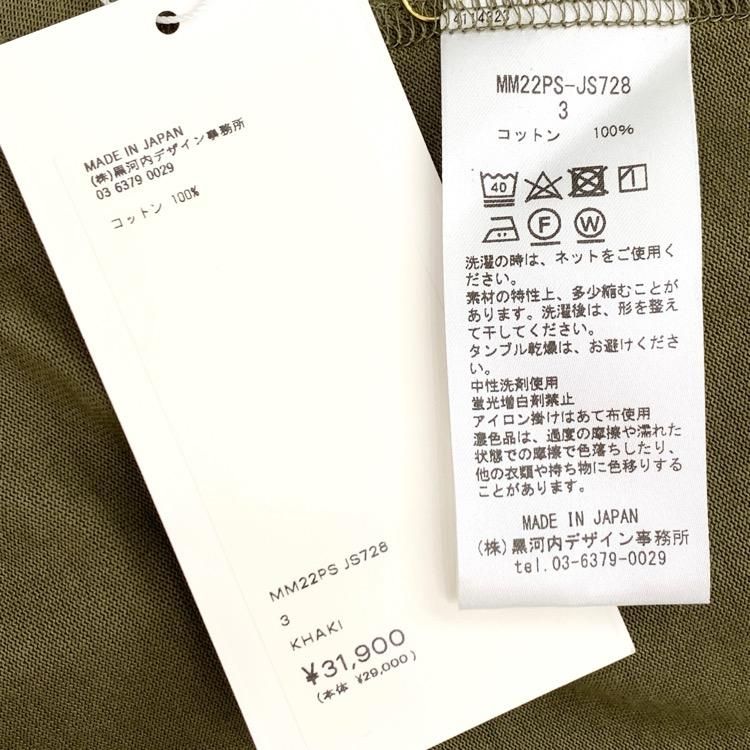 MADE IN JAPAN
(株)黒河内デザイン事務所
03 6379 0029
コットン 100%
MM22PS JS728
3
KHAKI
¥31,900
(本体 ¥29,000)
MM22PS-JS728
3
コットン 100%
40
F W
洗濯の時は、ネットをご使用く
ださい。
素材の特性上、多少縮むことが
あります。洗濯後は、形を整え
て干してください。
タンブル乾燥は、お避けくださ
い。
中性洗剤使用
蛍光増白剤禁止
アイロン掛けはあて布使用
濃色品は、過度の摩擦や濡れた
状態での摩擦で色落ちしたり、
他の衣類や持ち物に色移りする
ことがあります。
MADE IN JAPAN
(株)黒河内デザイン事務所
tel.03-6379-0029